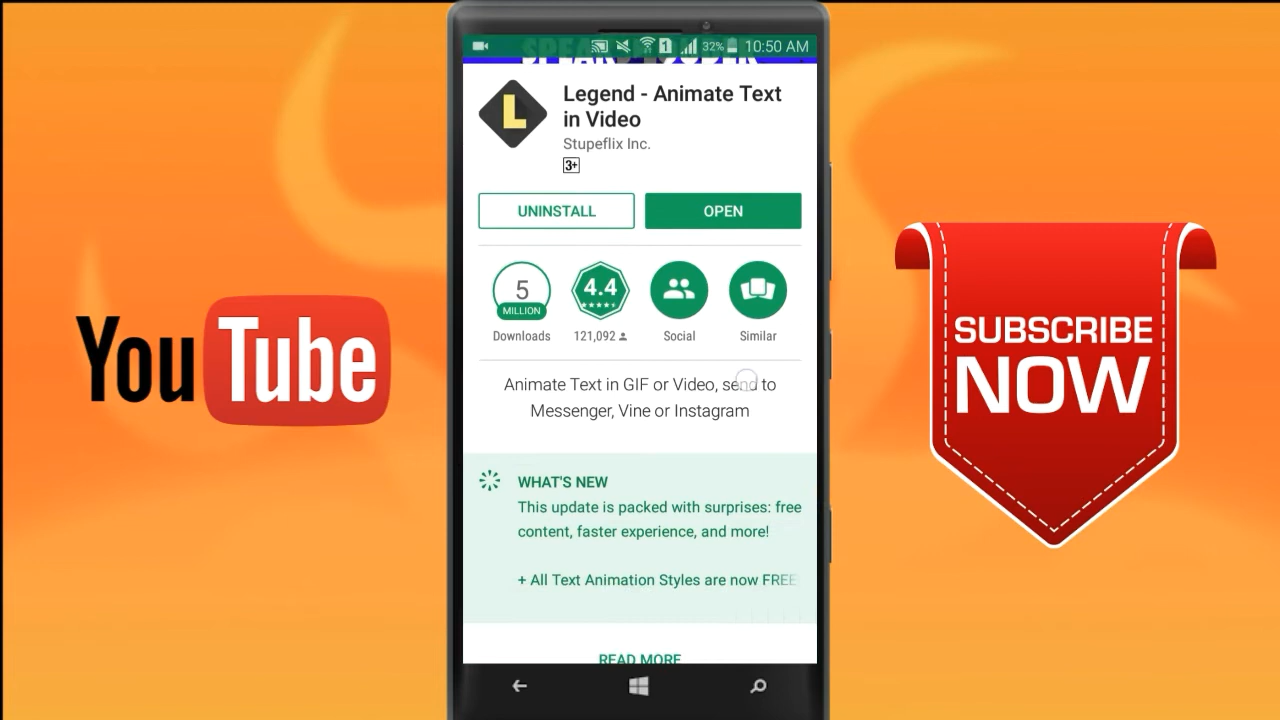 32% 10:50 AM
Legend - Animate Text
in Video
Stupeflix Inc.
3+
UNINSTALL
OPEN
5
MILLION
4.4
Downloads
121,092
Social
Similar
Animate Text in GIF or Video, send to
Messenger, Vine or Instagram
WHAT'S NEW
This update is packed with surprises: free
content, faster experience, and more!
+ All Text Animation Styles are now FREE
READ MORE
YouTube
SUBSCRIBE
NOW